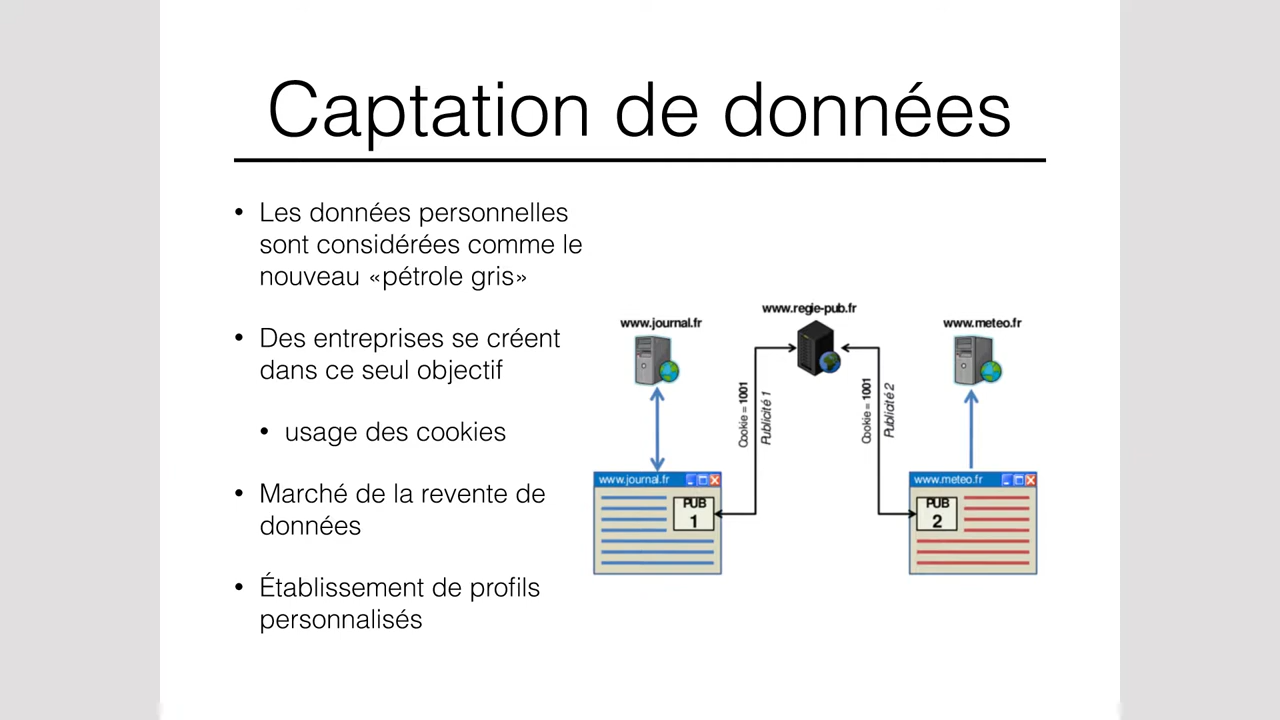 Captation de données
• Les données personnelles
sont considérées comme le
nouveau «pétrole gris»
• Des entreprises se créent
dans ce seul objectif
• usage des cookies
• Marché de la revente de
données
• Établissement de profils
personnalisés
www.regie-pub.fr
www.journal.fr
www.meteo.fr
Cookie = 1001
Publicité 1
Cookie = 1001
Publicité 2
www.journal.fr
PUB
1
www.meteo.fr
PUB
2